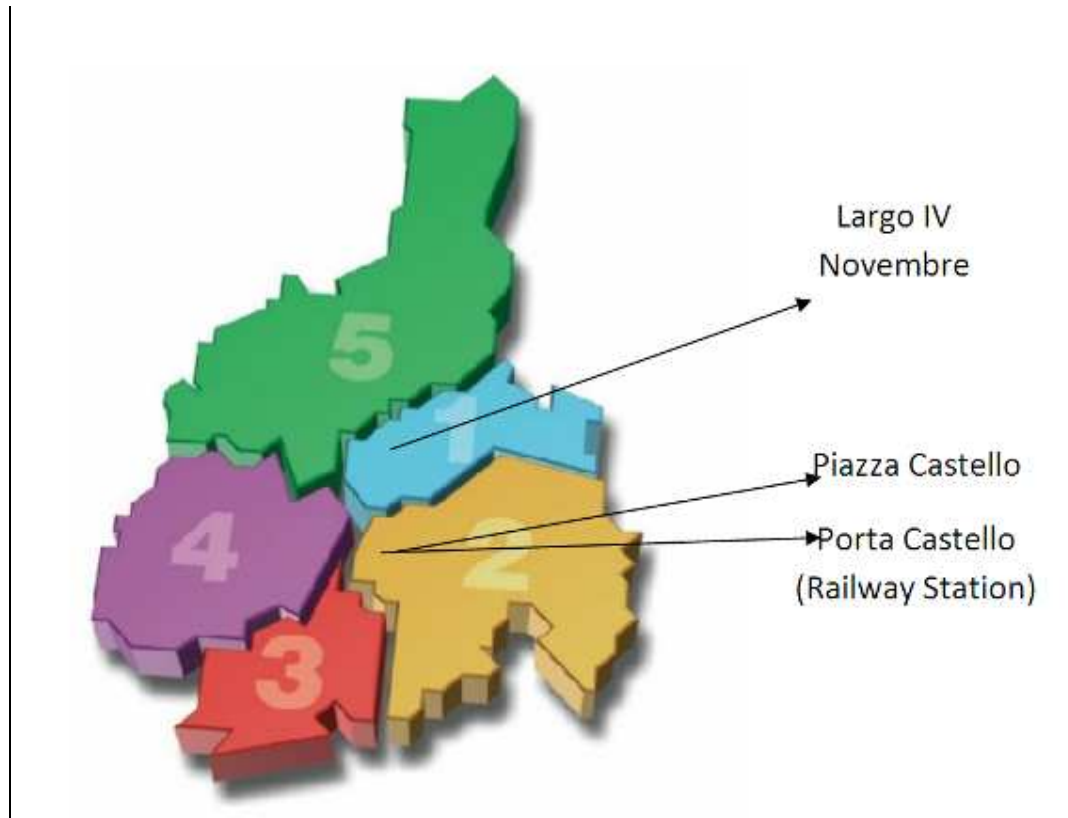 Largo IV
Novembre
5
1
Piazza Castello
Porta Castello
(Railway Station)
4
2
3